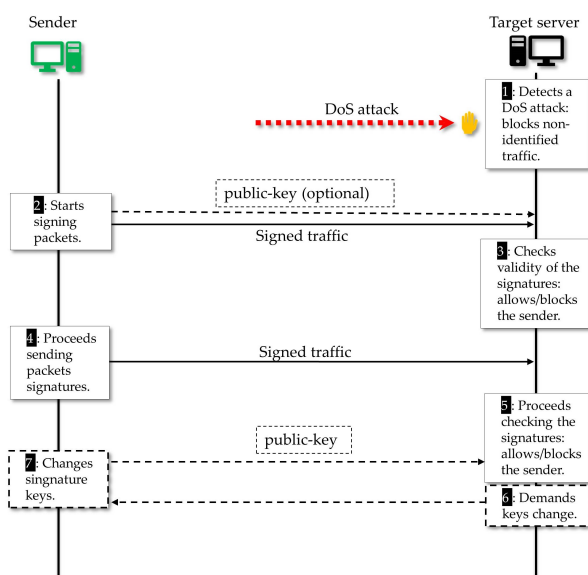 Sender
Target server
1: Detects a
DoS attack:
blocks non-
identified
traffic.
DoS attack
public-key (optional)
2: Starts
signing
packets.
Signed traffic
3: Checks
validity of the
signatures:
allows/blocks
the sender.
4: Proceeds
sending
packets
signatures.
Signed traffic
5: Proceeds
checking the
signatures:
allows/blocks
the sender.
public-key
7: Changes
singnature
keys.
6: Demands
keys change.